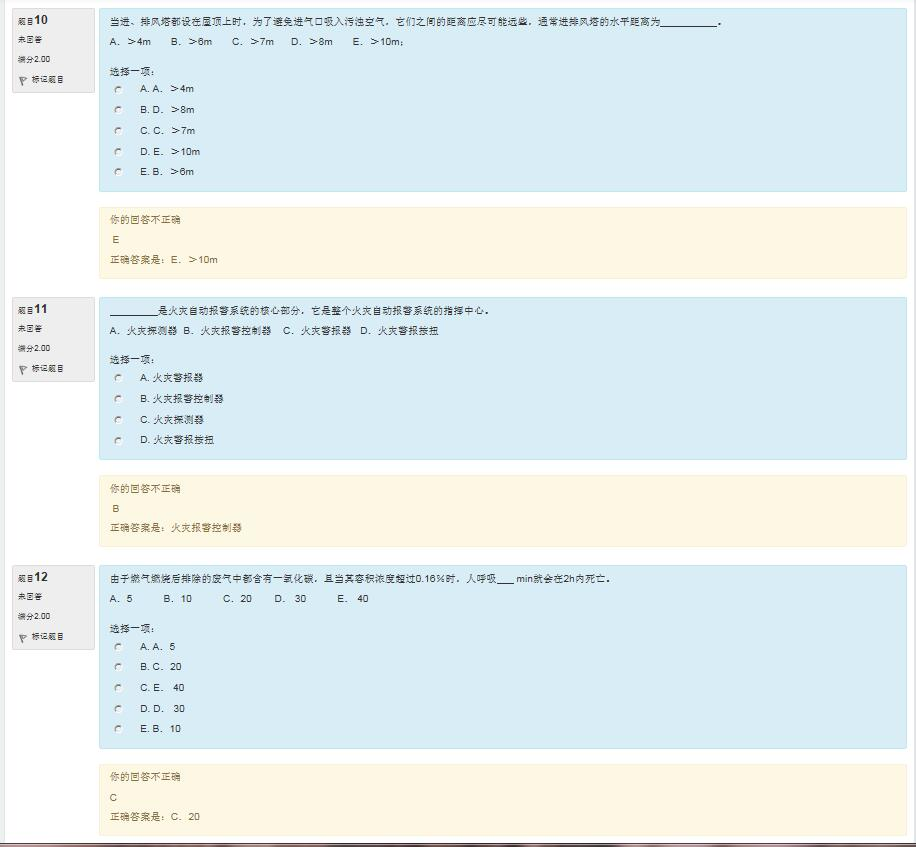 题目10
未回答
满分2.00
标记题目
当进、排风塔都设在屋顶上时，为了避免进气口吸入污浊空气，它们之间的距离应尽可能远些，通常进排风塔的水平距离为__________。
A．＞4m B．＞6m C．＞7m D．＞8m E．＞10m；
选择一项：
A. A．＞4m
B. D．＞8m
C. C．＞7m
D. E．＞10m
E. B．＞6m
你的回答不正确
E
正确答案是：E．＞10m
题目11
未回答
满分2.00
标记题目
_________是火灾自动报警系统的核心部分，它是整个火灾自动报警系统的指挥中心。
A．火灾探测器 B．火灾报警控制器 C．火灾警报器 D．火灾警报按扭
选择一项：
A. 火灾警报器
B. 火灾报警控制器
C. 火灾探测器
D. 火灾警报按扭
你的回答不正确
B
正确答案是：火灾报警控制器
题目12
未回答
满分2.00
标记题目
由于燃气燃烧后排除的废气中都含有一氧化碳，且当其容积浓度超过0.16％时，人呼吸___ min就会在2h内死亡。
A．5 B．10 C．20 D． 30 E． 40
选择一项：
A. A．5
B. C．20
C. E． 40
D. D． 30
E. B．10
你的回答不正确
C
正确答案是：C．20